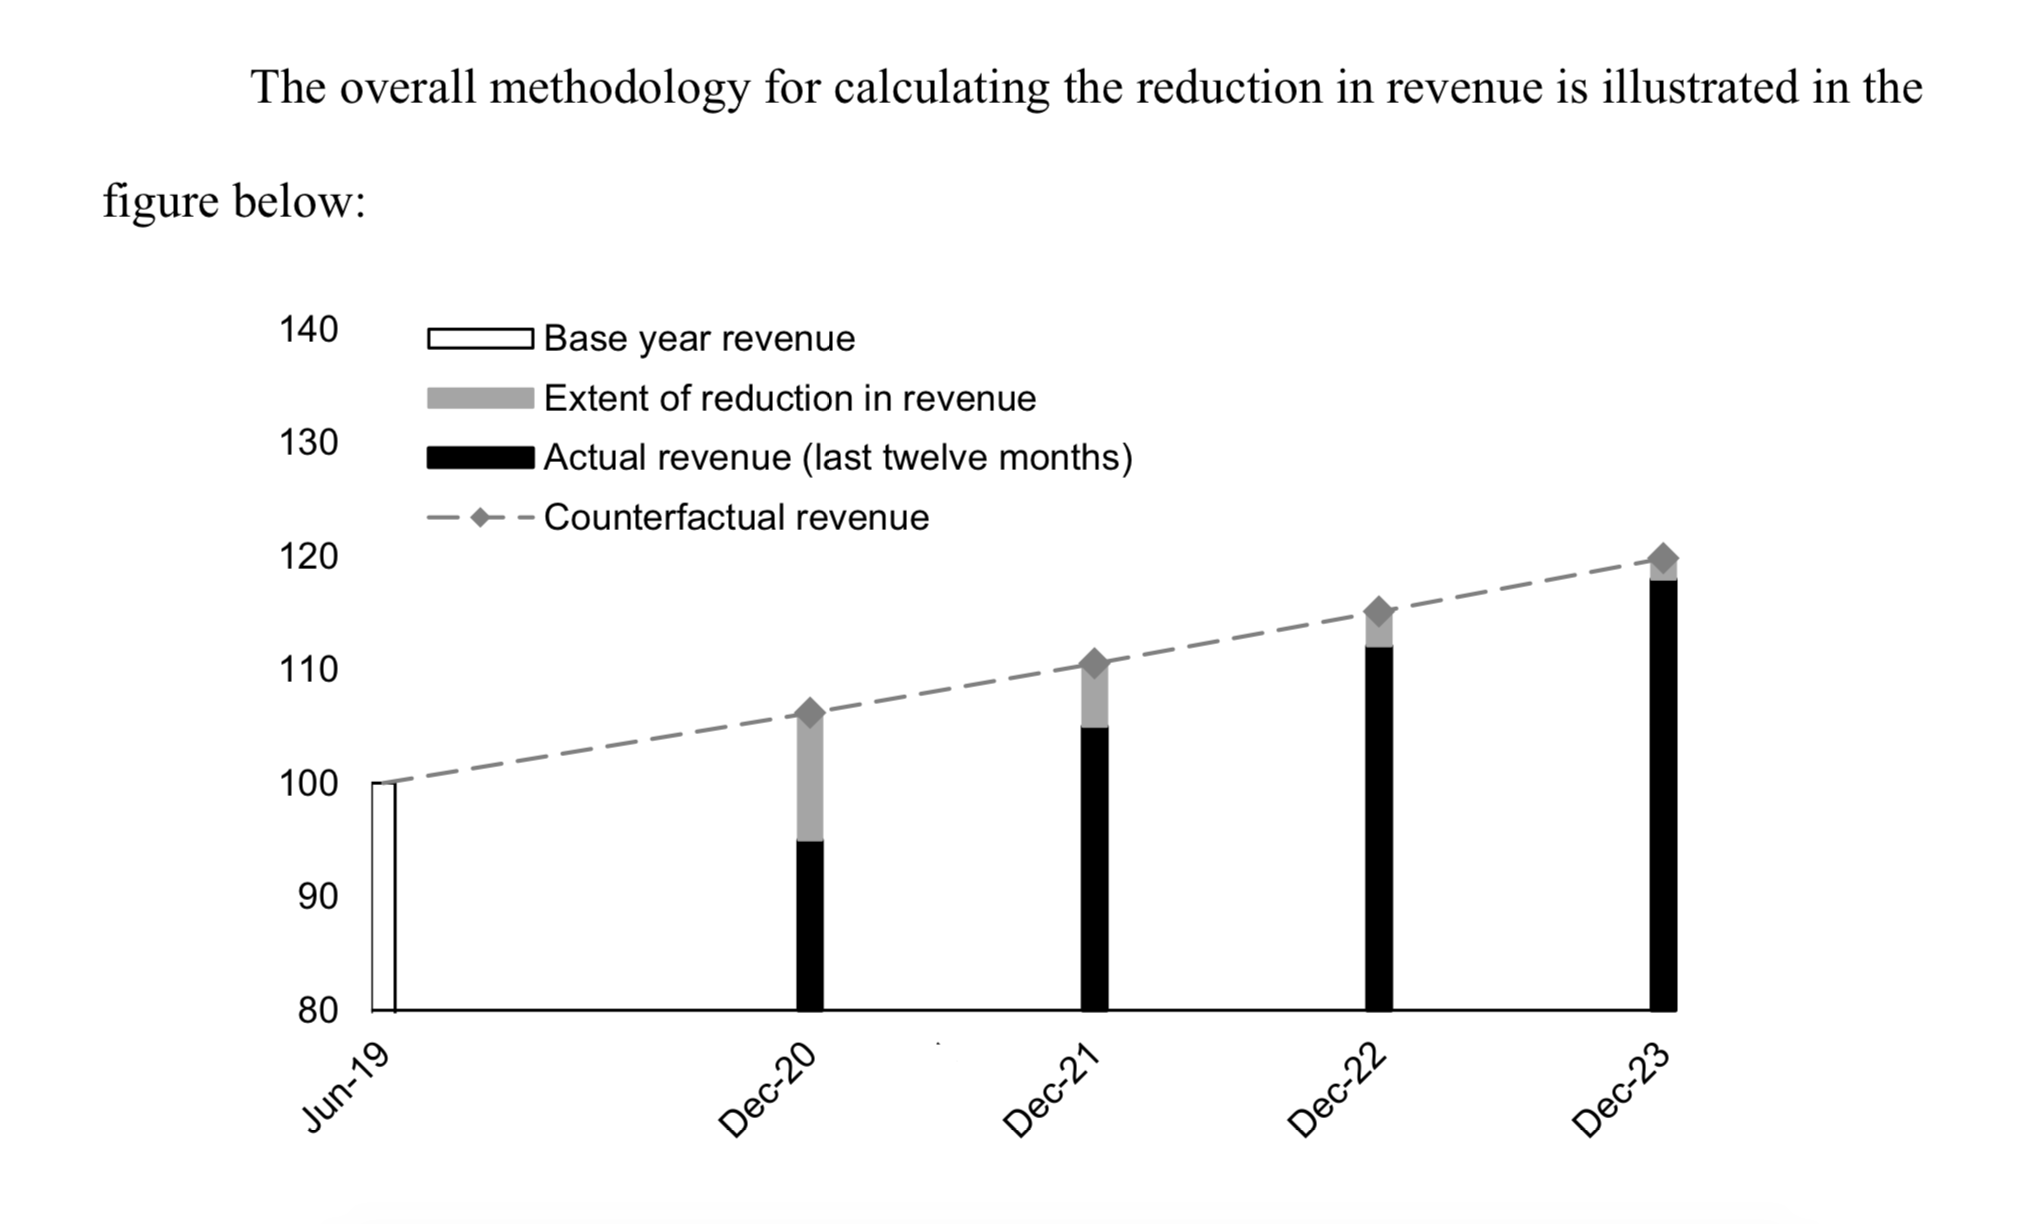 The overall methodology for calculating the reduction in revenue is illustrated in the
figure below:
140
Base year revenue
Extent of reduction in revenue
130
Actual revenue (last twelve months)
Counterfactual revenue
120
110
100
90
80
Jun-19
Dec-20
Dec-21
Dec-22
Dec-23